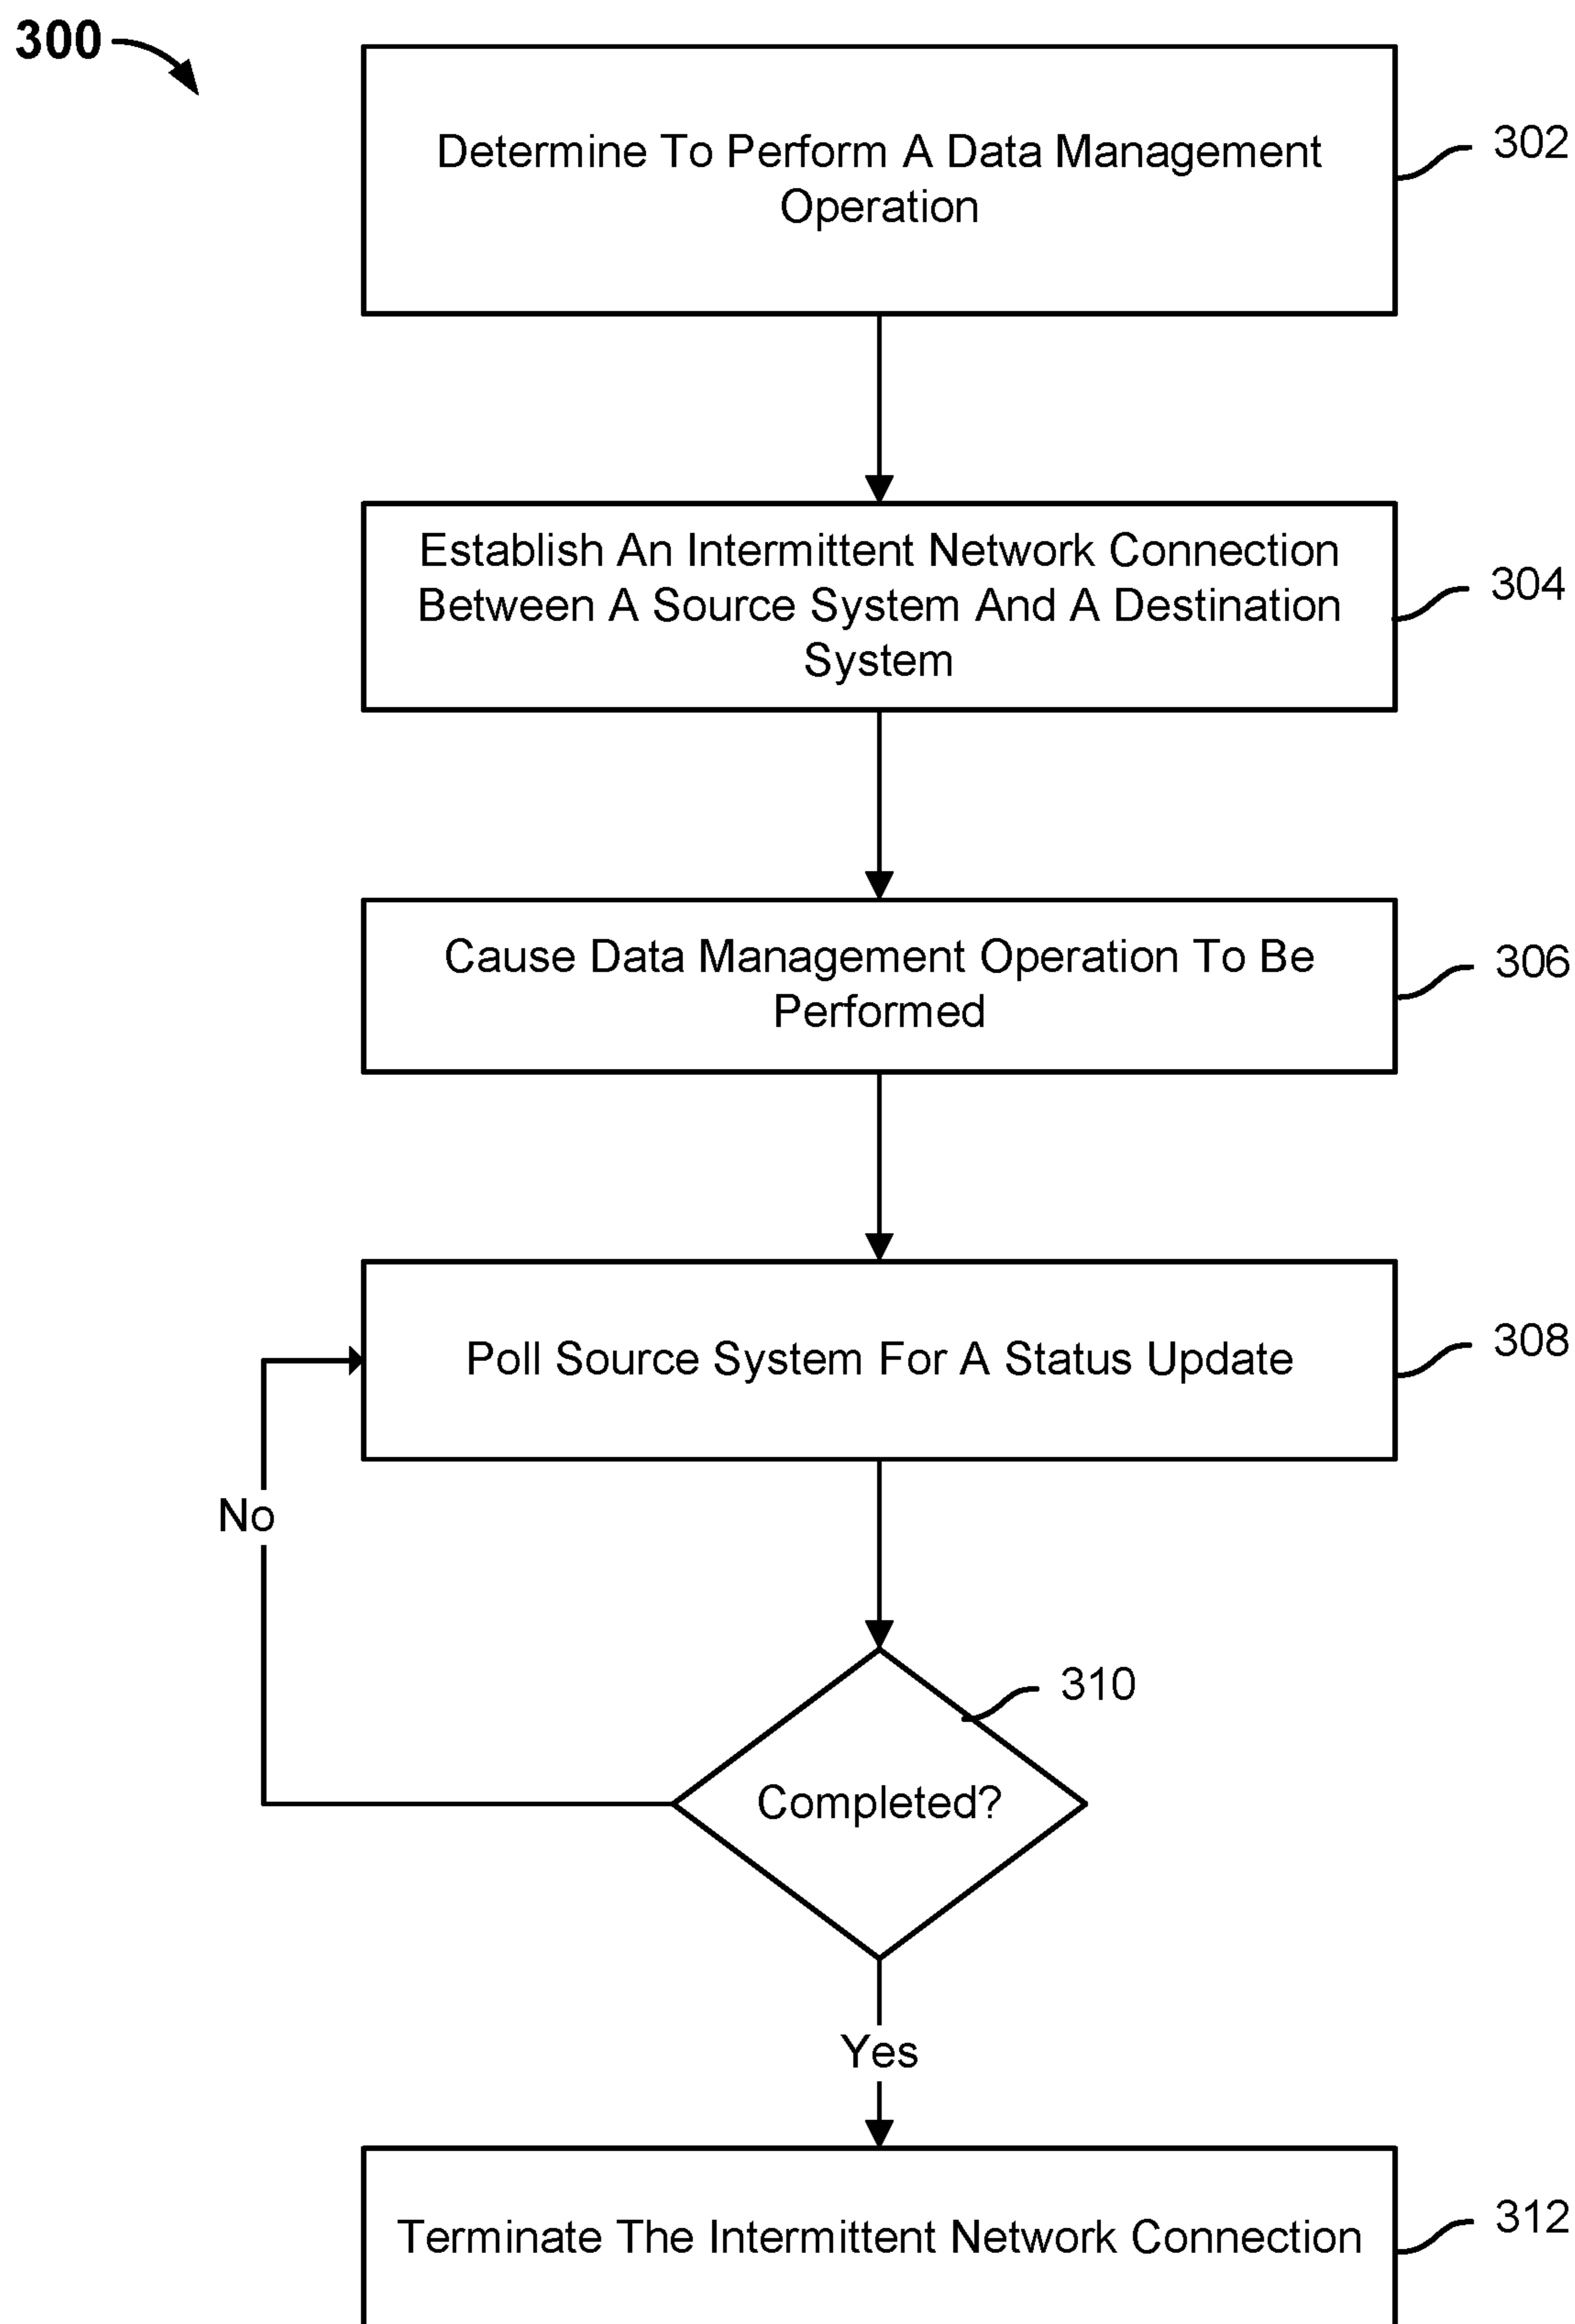 300
Determine To Perform A Data Management
Operation
302
Establish An Intermittent Network Connection
Between A Source System And A Destination
System
304
Cause Data Management Operation To Be
Performed
306
Poll Source System For A Status Update
308
No
310
Completed?
Yes
Terminate The Intermittent Network Connection
312